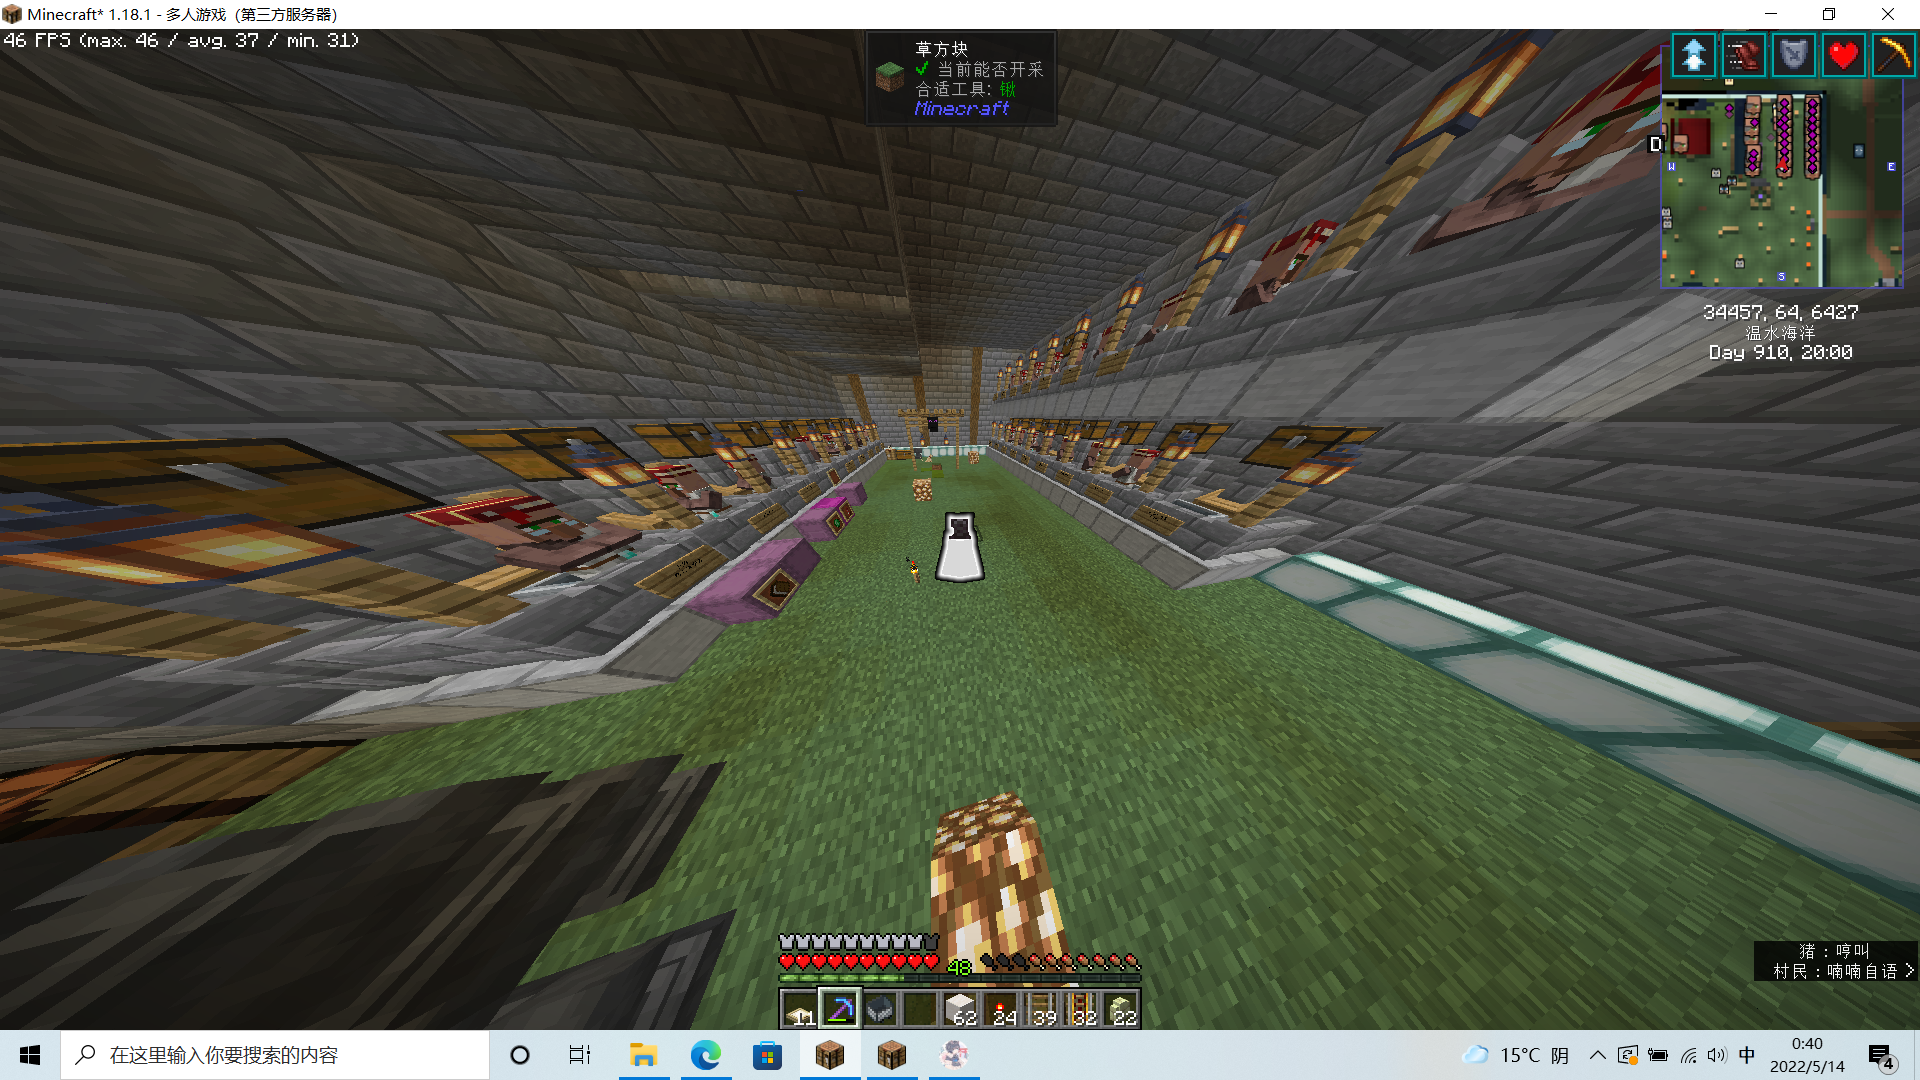 Minecraft* 1.18.1 - 多人游戏 (第三方服务器)
46 FPS (max. 46 / avg. 37 / min. 31)
草方块
✓ 当前能否开采
合适工具: 锹
Minecraft
D
W
E
S
34457, 64, 6427
温水海洋
Day 910, 20:00
猪：哼叫
村民：喃喃自语 >
48
11
62
24
39
32
22
在这里输入你要搜索的内容
15°C 阴
中
0:40
2022/5/14
4